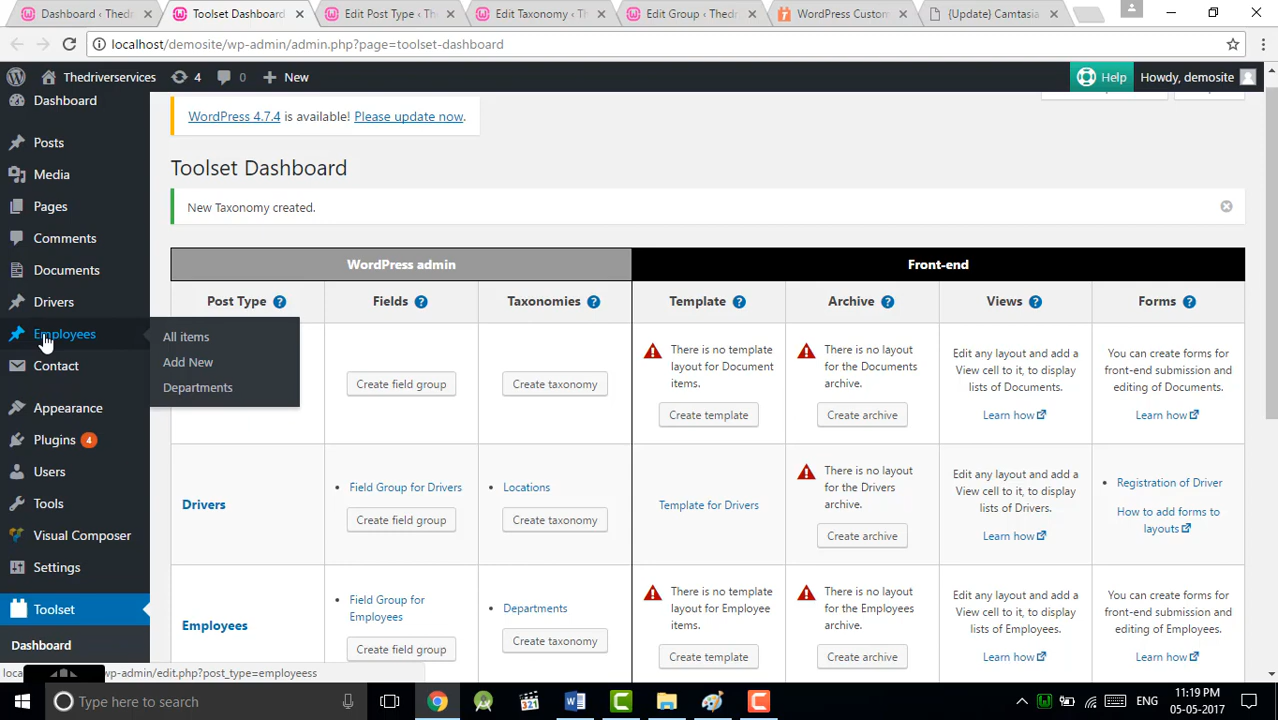 Dashboard ‹ Thedr
Toolset Dashboard
Edit Post Type ‹ The
Edit Taxonomy ‹ Th
Edit Group ‹ Thedr
WordPress Custom
{Update} Camtasia
localhost/demosite/wp-admin/admin.php?page=toolset-dashboard
Thedriverservices
4
0
New
Help
Howdy, demosite
Dashboard
Posts
Media
Pages
Comments
Documents
Drivers
Employees
Contact
Appearance
Plugins 4
Users
Tools
Visual Composer
Settings
Toolset
Dashboard
All items
Add New
Departments
WordPress 4.7.4 is available! Please update now.
Toolset Dashboard
New Taxonomy created.
WordPress admin
Front-end
Post Type ?
Fields ?
Taxonomies ?
Template ?
Archive ?
Views ?
Forms ?
Create field group
Create taxonomy
There is no template
layout for Document
items.
Create template
There is no layout
for the Documents
archive.
Create archive
Edit any layout and add a
View cell to it, to display
lists of Documents.
Learn how
You can create forms for
front-end submission and
editing of Documents.
Learn how
Drivers
• Field Group for Drivers
Create field group
• Locations
Create taxonomy
Template for Drivers
There is no layout
for the Drivers
archive.
Create archive
Edit any layout and add a
View cell to it, to display
lists of Drivers.
Learn how
• Registration of Driver
How to add forms to
layouts
Employees
• Field Group for
Employees
Create field group
• Departments
Create taxonomy
There is no template
layout for Employee
items.
Create template
There is no layout
for the Employees
archive.
Create archive
Edit any layout and add a
View cell to it, to display
lists of Employees.
Learn how
You can create forms for
front-end submission and
editing of Employees.
Learn how
wp-admin/edit.php?post_type=employeess
Type here to search
ENG
11:19 PM
05-05-2017